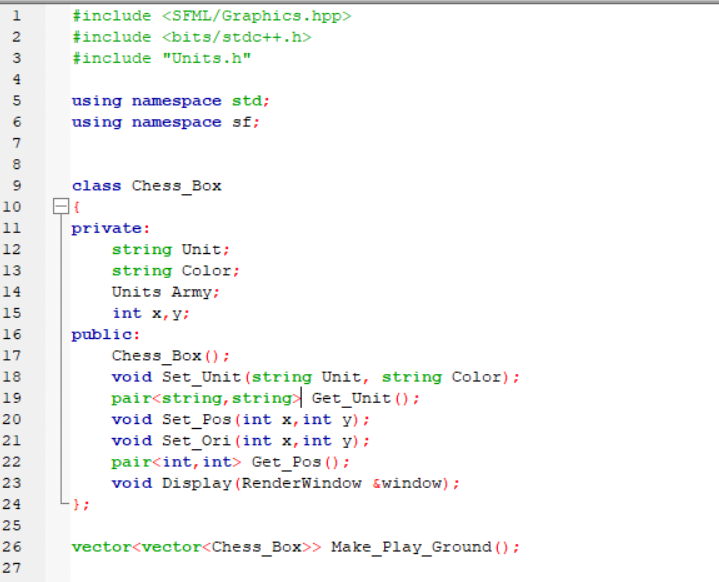 1 #include <SFML/Graphics.hpp>
2 #include <bits/stdc++.h>
3 #include "Units.h"
4
5 using namespace std;
6 using namespace sf;
7
8
9 class Chess_Box
10 {
11 private:
12     string Unit;
13     string Color;
14     Units Army;
15     int x,y;
16 public:
17     Chess_Box();
18     void Set_Unit(string Unit, string Color);
19     pair<string,string> Get_Unit();
20     void Set_Pos(int x,int y);
21     void Set_Ori(int x,int y);
22     pair<int,int> Get_Pos();
23     void Display(RenderWindow &window);
24 };
25
26 vector<vector<Chess_Box>> Make_Play_Ground();
27